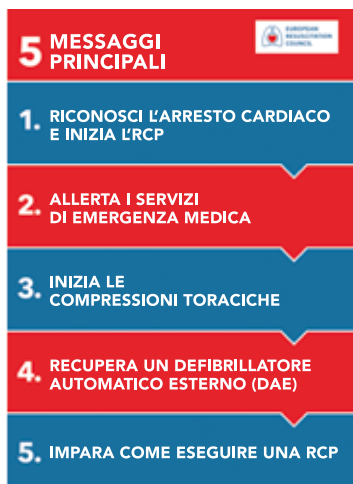 5 MESSAGGI
PRINCIPALI
EUROPEAN
RESUSCITATION
COUNCIL
1. RICONOSCI L'ARRESTO CARDIACO
E INIZIA L'RCP
2. ALLERTA I SERVIZI
DI EMERGENZA MEDICA
3. INIZIA LE
COMPRESSIONI TORACICHE
4. RECUPERA UN DEFIBRILLATORE
AUTOMATICO ESTERNO (DAE)
5. IMPARA COME ESEGUIRE UNA RCP